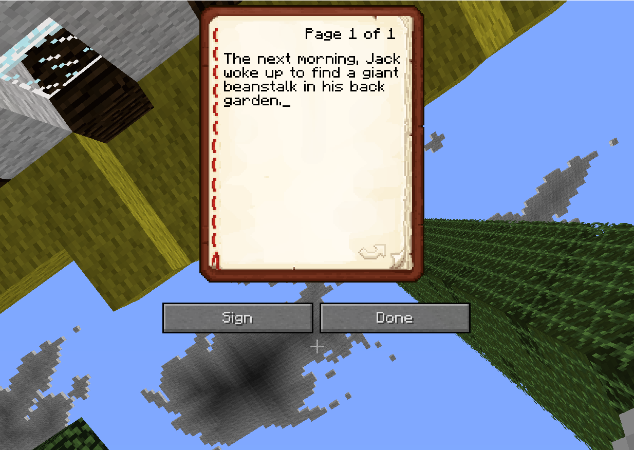 Page 1 of 1
The next morning, Jack
woke up to find a giant
beanstalk in his back
garden._
Sign
Done